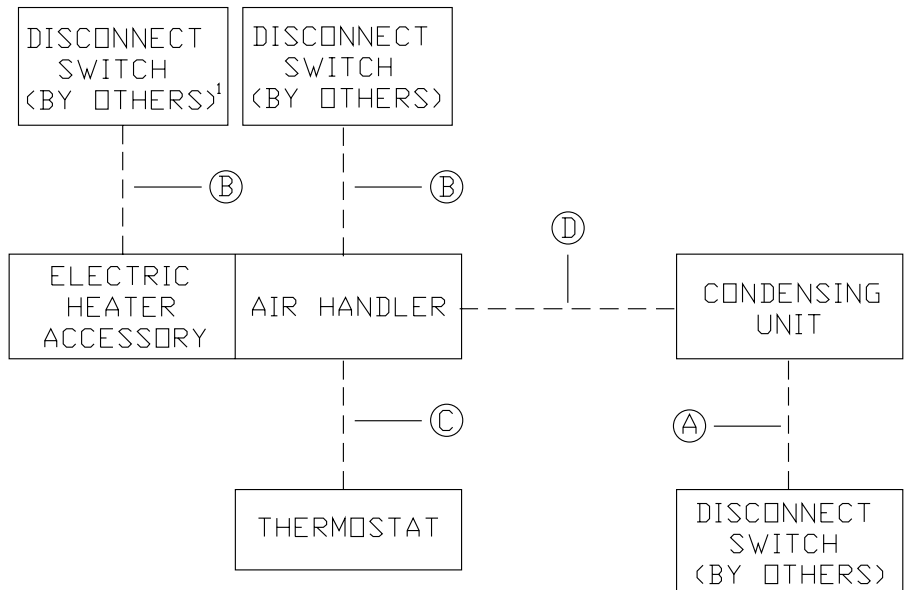 DISCONNECT
SWITCH
(BY OTHERS)¹
DISCONNECT
SWITCH
(BY OTHERS)
B
B
D
ELECTRIC
HEATER
ACCESSORY
AIR HANDLER
CONDENSING
UNIT
C
A
THERMOSTAT
DISCONNECT
SWITCH
(BY OTHERS)